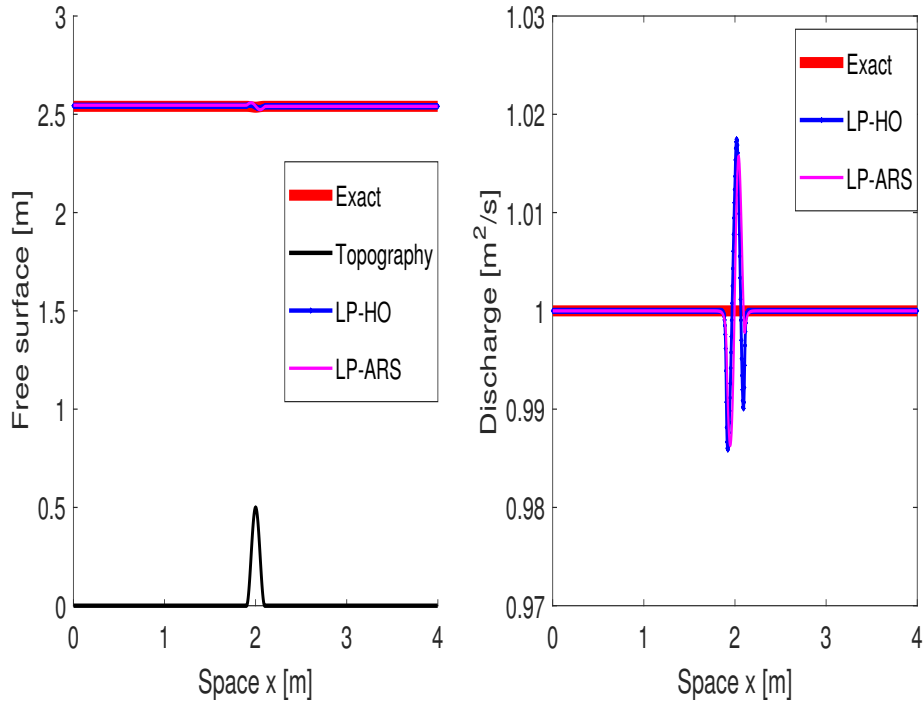 3
2.5
2
1.5
1
0.5
0
0
1
2
3
4
Free surface [m]
Space x [m]
Exact
Topography
LP-HO
LP-ARS
1.03
1.02
1.01
1
0.99
0.98
0.97
0
1
2
3
4
Discharge [m²/s]
Space x [m]
Exact
LP-HO
LP-ARS